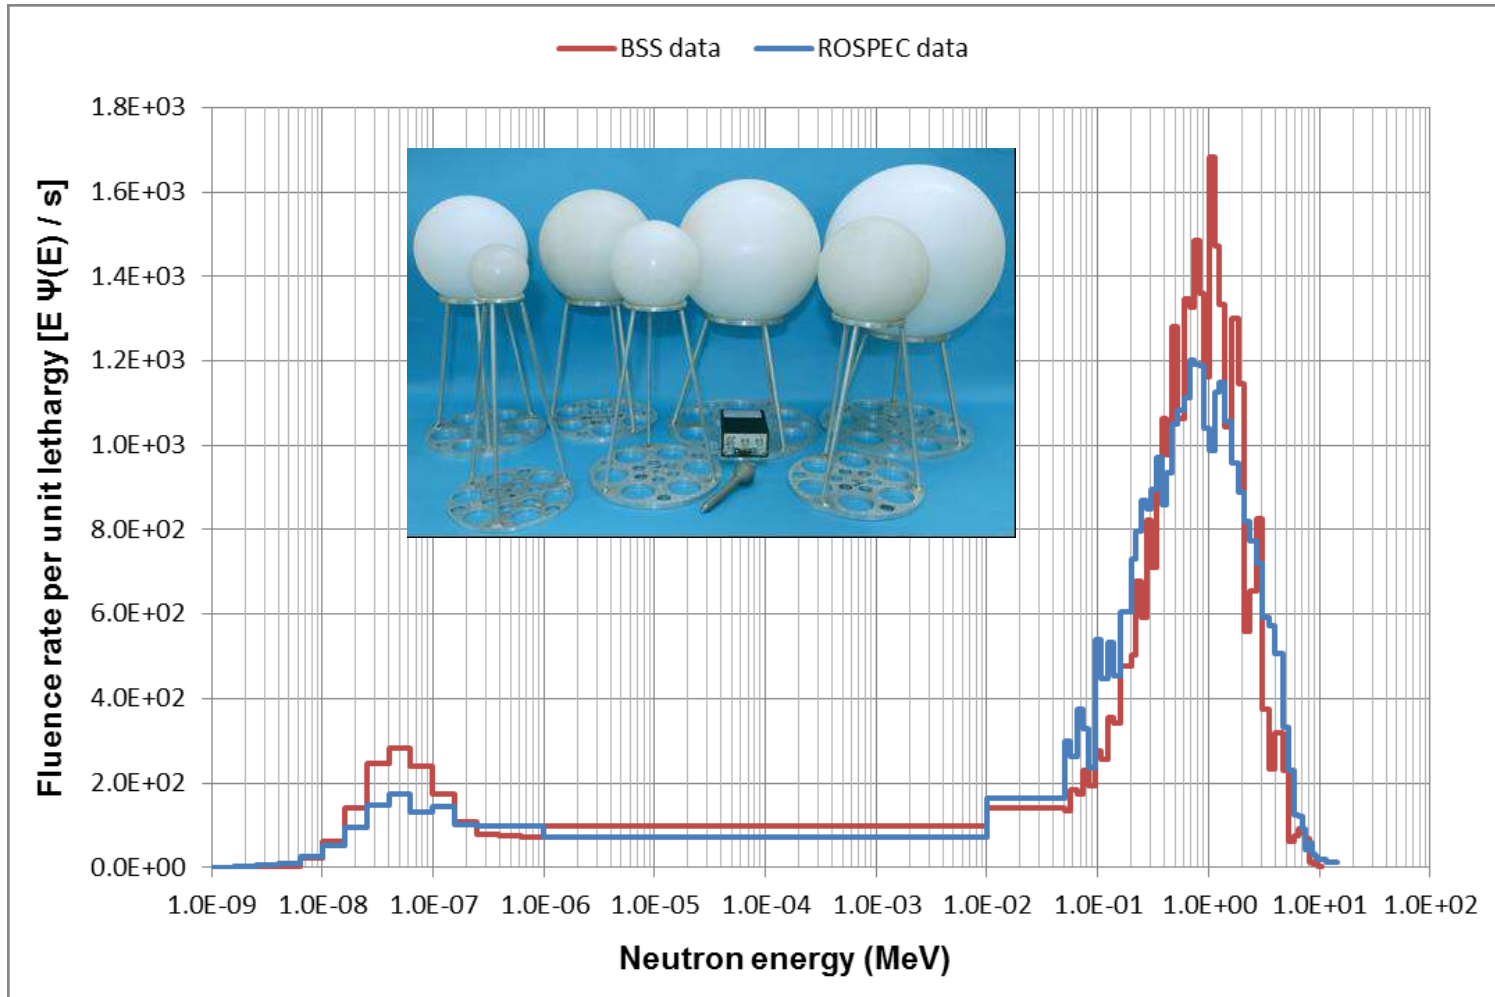 BSS data ROSPEC data
1.8E+03
1.6E+03
1.4E+03
1.2E+03
1.0E+03
8.0E+02
6.0E+02
4.0E+02
2.0E+02
0.0E+00
Fluence rate per unit lethargy [E Ψ(E) / s]
1.0E-09 1.0E-08 1.0E-07 1.0E-06 1.0E-05 1.0E-04 1.0E-03 1.0E-02 1.0E-01 1.0E+00 1.0E+01 1.0E+02
Neutron energy (MeV)